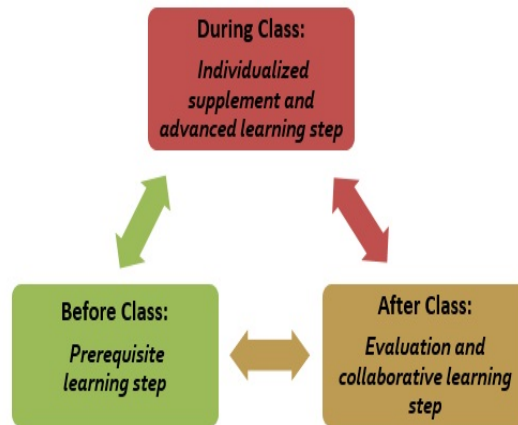 During Class:
Individualized
supplement and
advanced learning step
Before Class:
Prerequisite
learning step
After Class:
Evaluation and
collaborative learning
step